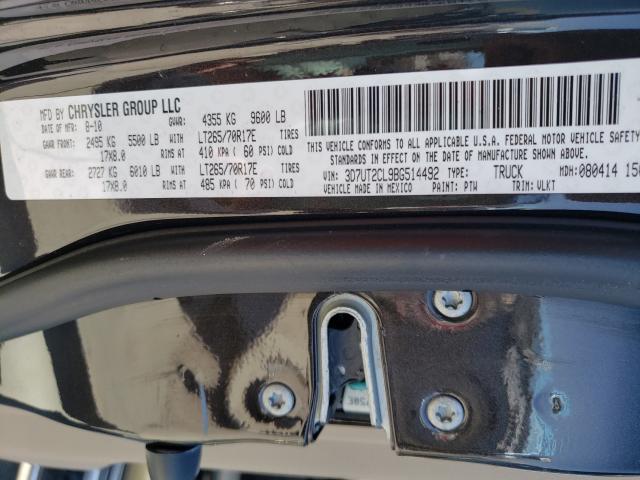 MFD BY CHRYSLER GROUP LLC
DATE OF MFR 8-10 GVWR 4355 KG 9600 LB
GAWR FRONT 2495 KG 5500 LB WITH LT265/70R17E TIRES
17X8.0 RIMS AT 410 KPA ( 60 PSI) COLD
GAWR REAR 2727 KG 6010 LB WITH LT265/70R17E TIRES
17X8.0 RIMS AT 485 KPA ( 70 PSI) COLD
THIS VEHICLE CONFORMS TO ALL APPLICABLE U.S.A. FEDERAL MOTOR VEHICLE
SAFETY STANDARDS IN EFFECT ON THE DATE OF MANUFACTURE SHOWN ABOVE.
VIN: 3D7UT2CL9BG514492 TYPE: TRUCK MDH: 080414
VEHICLE MADE IN MEXICO PAINT: PTW TRIM: VLKT